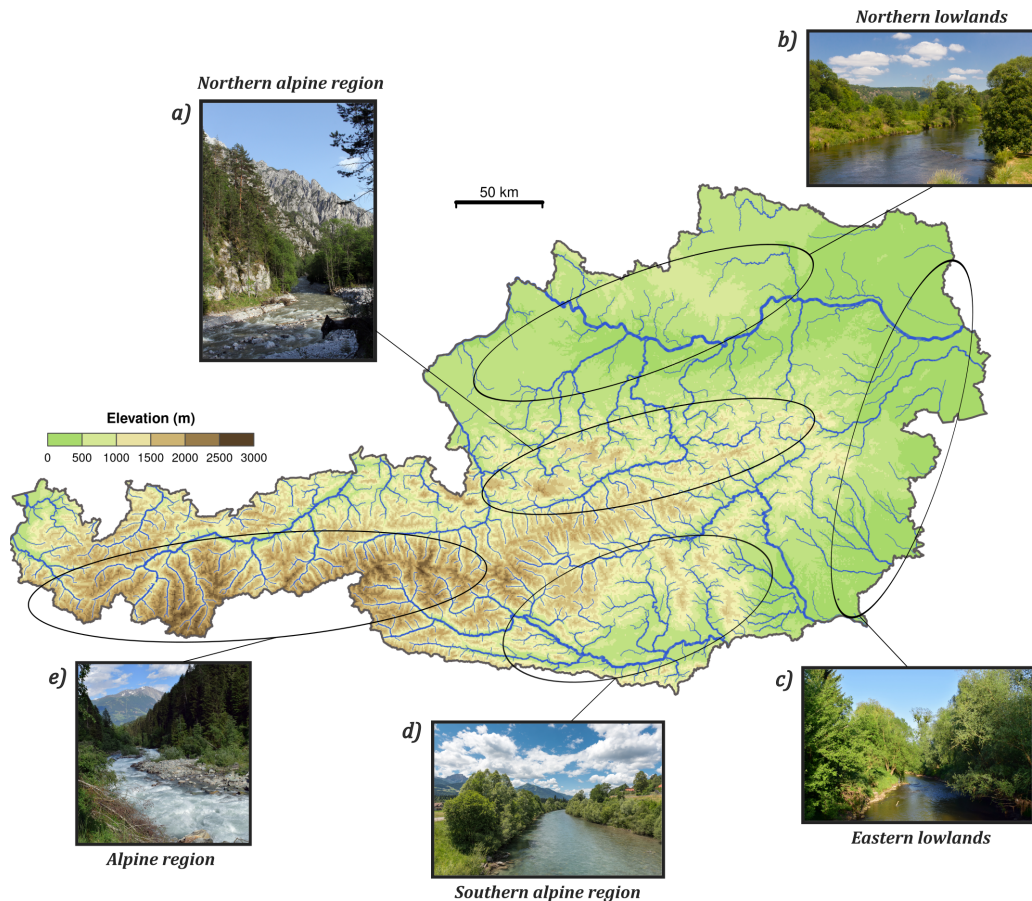 Northern lowlands
b)
Northern alpine region
a)
50 km
Elevation (m)
0 500 1000 1500 2000 2500 3000
e)
Alpine region
d)
Southern alpine region
c)
Eastern lowlands